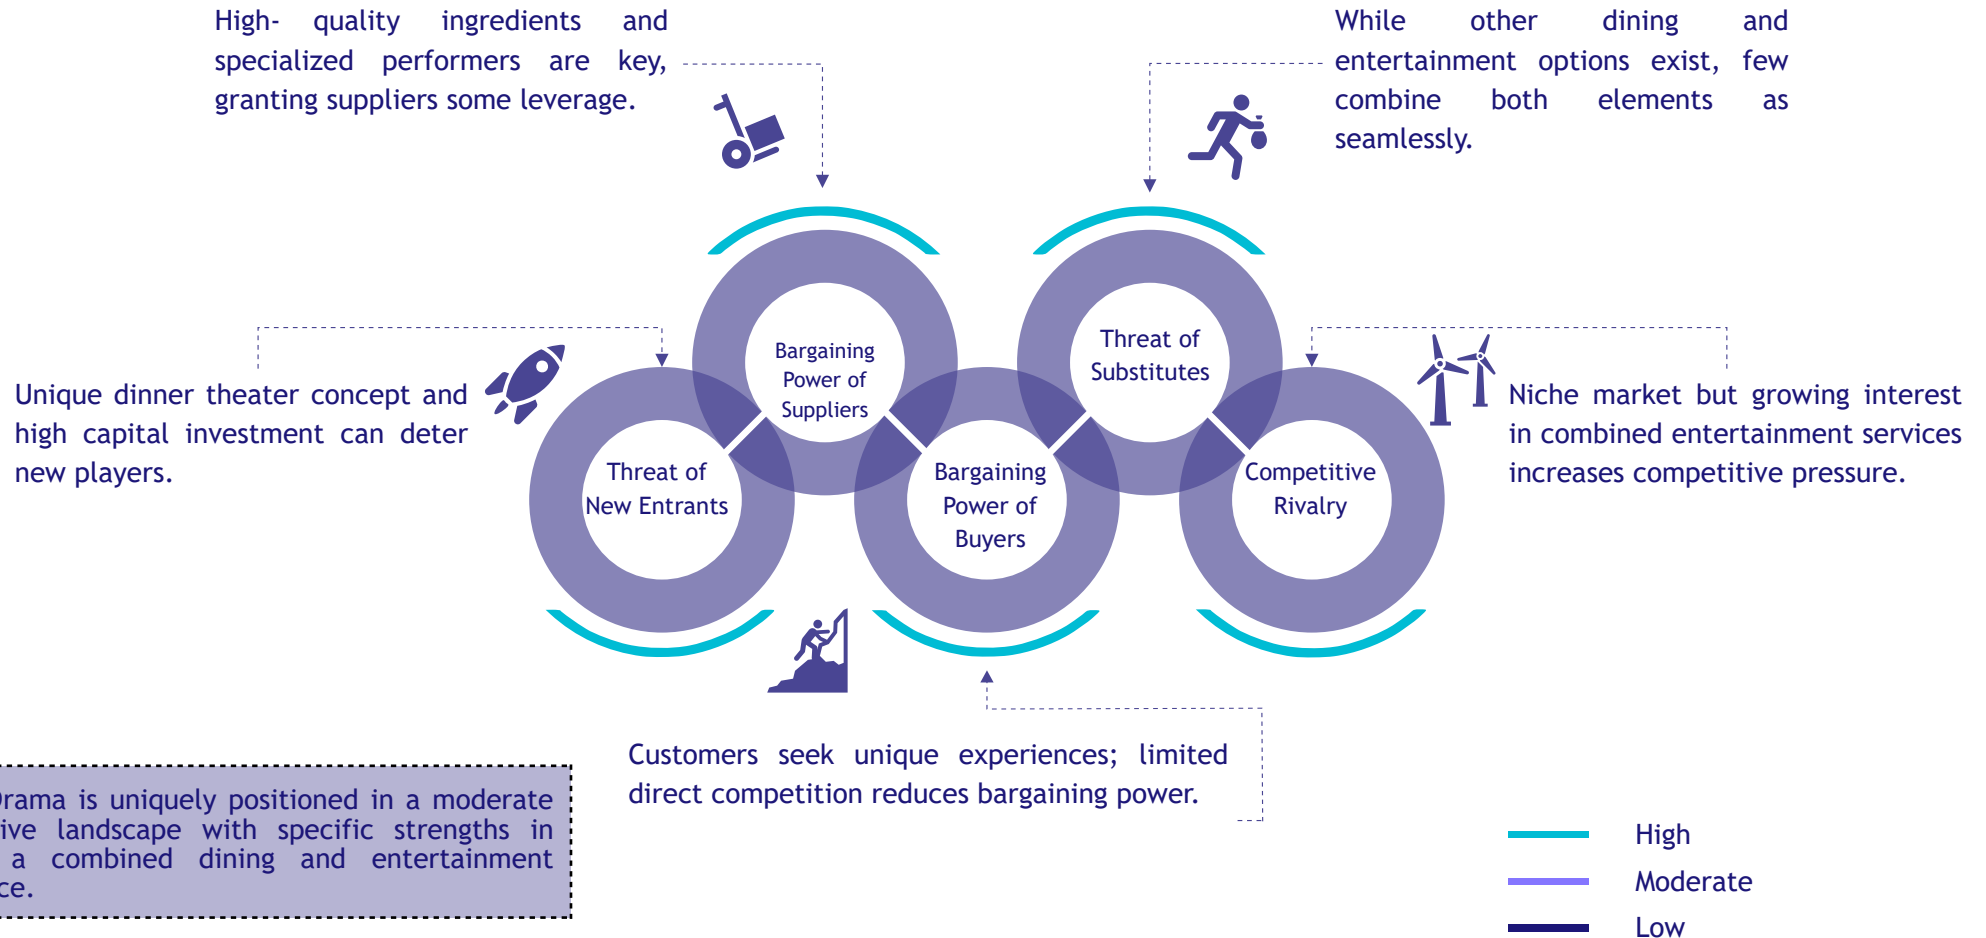 High- quality ingredients and
specialized performers are key,
granting suppliers some leverage.
While other dining and
entertainment options exist, few
combine both elements as
seamlessly.
Unique dinner theater concept and
high capital investment can deter
new players.
Bargaining
Power of
Suppliers
Threat of
Substitutes
Niche market but growing interest
in combined entertainment services
increases competitive pressure.
Threat of
New Entrants
Bargaining
Power of
Buyers
Competitive
Rivalry
Customers seek unique experiences; limited
direct competition reduces bargaining power.
Drama is uniquely positioned in a moderate
ive landscape with specific strengths in
a combined dining and entertainment
ce.
High
Moderate
Low